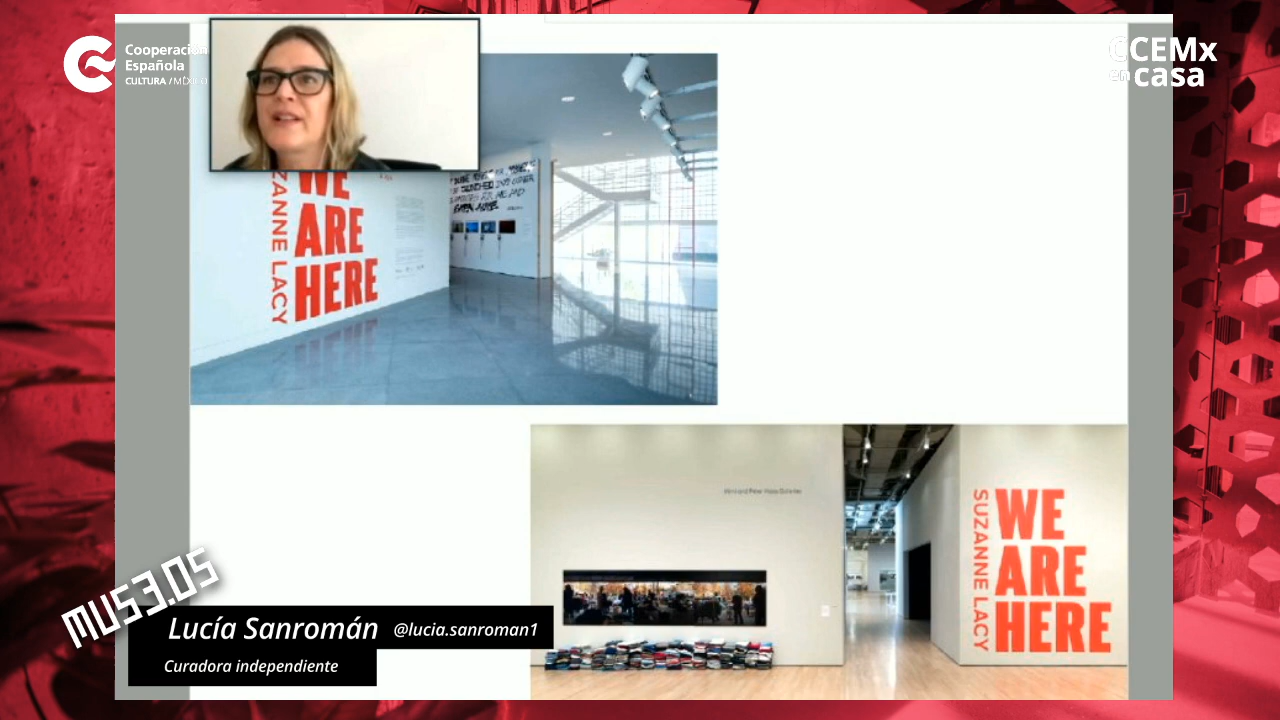 Cooperación
Española
CULTURA / MÉXICO
CCEMx
en casa
SUZANNE LACY
WE
ARE
HERE
SUZANNE LACY
WE
ARE
HERE
MUS3.OS
Lucía Sanromán @lucia.sanroman1
Curadora independiente